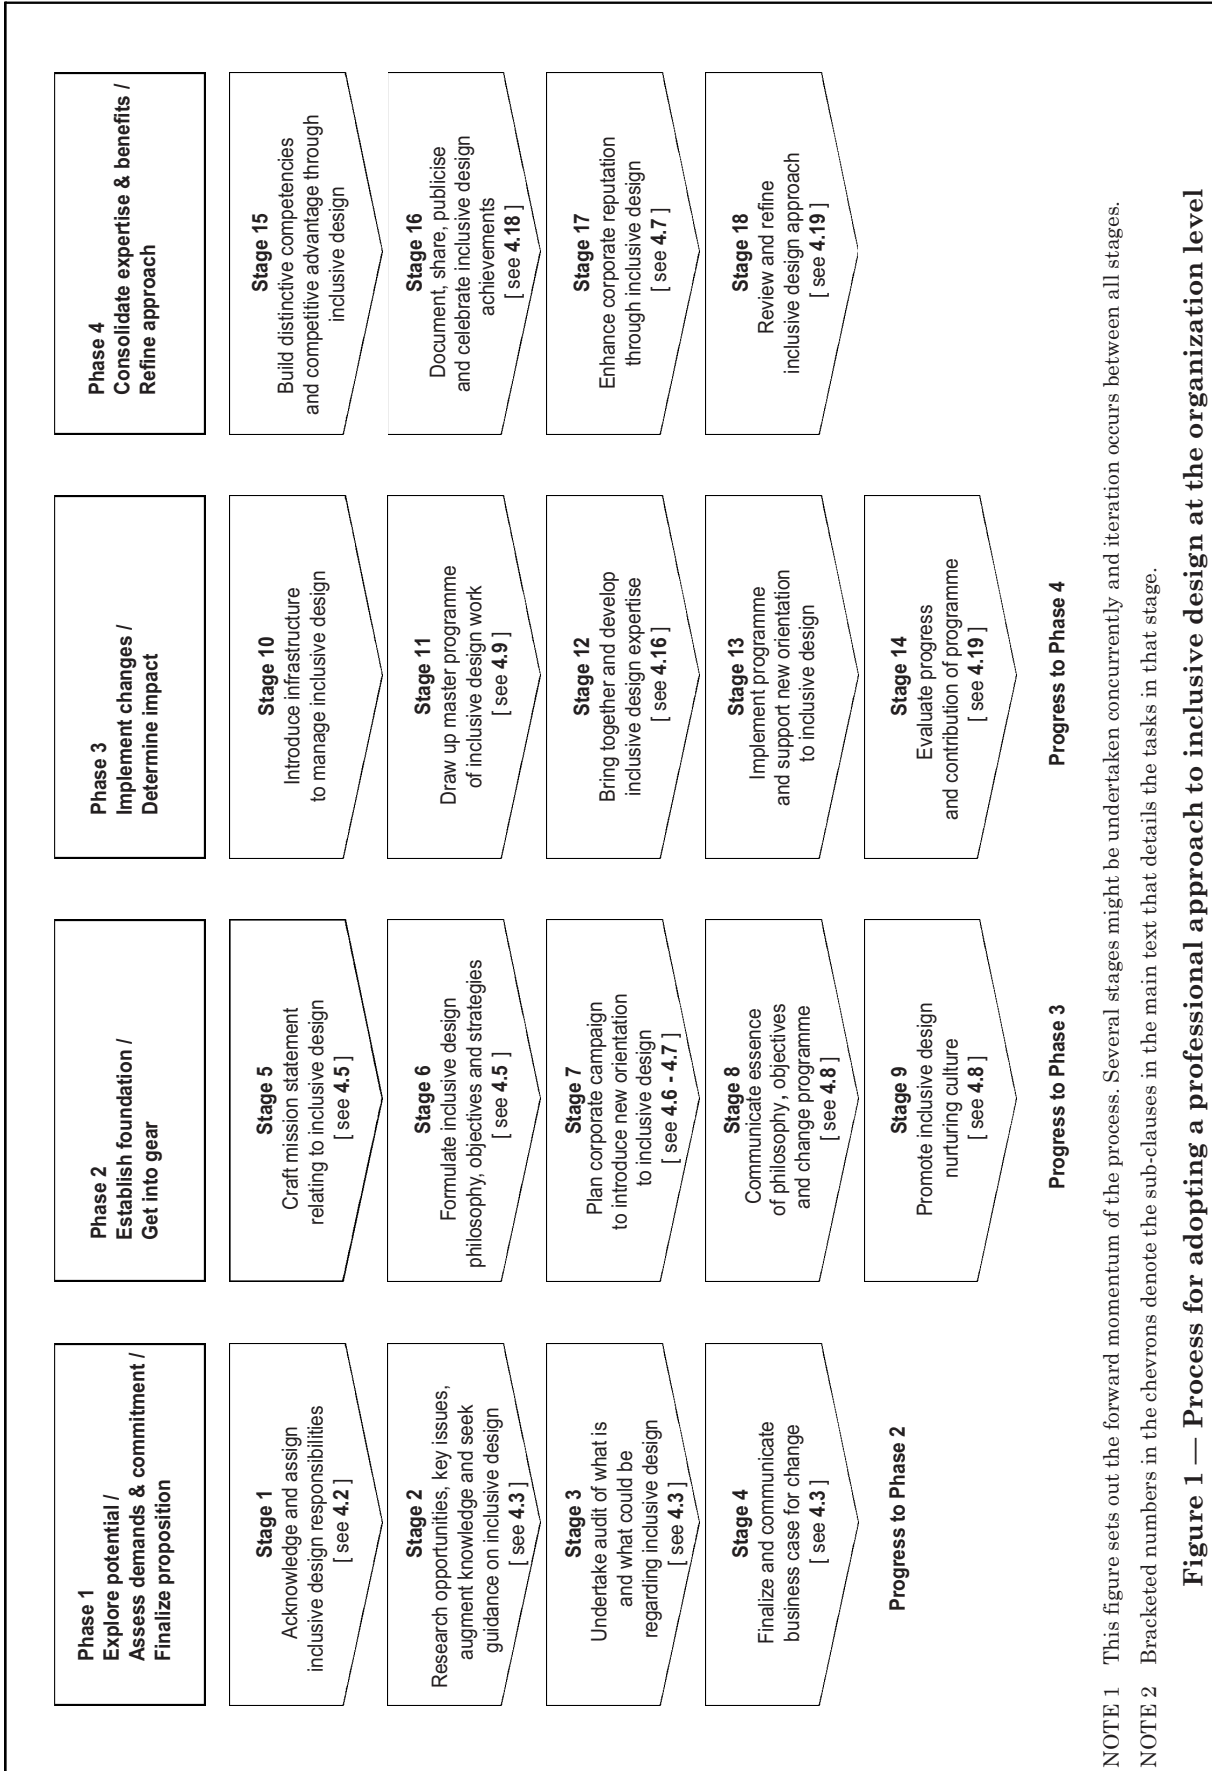 Phase 1
Explore potential /
Assess demands & commitment /
Finalize proposition
Stage 1
Acknowledge and assign
inclusive design responsibilities
[ see 4.2 ]
Stage 2
Research opportunities, key issues,
augment knowledge and seek
guidance on inclusive design
[ see 4.3 ]
Stage 3
Undertake audit of what is
and what could be
regarding inclusive design
[ see 4.3 ]
Stage 4
Finalize and communicate
business case for change
[ see 4.3 ]
Progress to Phase 2
Phase 2
Establish foundation /
Get into gear
Stage 5
Craft mission statement
relating to inclusive design
[ see 4.5 ]
Stage 6
Formulate inclusive design
philosophy, objectives and strategies
[ see 4.5 ]
Stage 7
Plan corporate campaign
to introduce new orientation
to inclusive design
[ see 4.6 - 4.7 ]
Stage 8
Communicate essence
of philosophy, objectives
and change programme
[ see 4.8 ]
Stage 9
Promote inclusive design
nurturing culture
[ see 4.8 ]
Progress to Phase 3
Phase 3
Implement changes /
Determine impact
Stage 10
Introduce infrastructure
to manage inclusive design
Stage 11
Draw up master programme
of inclusive design work
[ see 4.9 ]
Stage 12
Bring together and develop
inclusive design expertise
[ see 4.16 ]
Stage 13
Implement programme
and support new orientation
to inclusive design
Stage 14
Evaluate progress
and contribution of programme
[ see 4.19 ]
Progress to Phase 4
Phase 4
Consolidate expertise & benefits /
Refine approach
Stage 15
Build distinctive competencies
and competitive advantage through
inclusive design
Stage 16
Document, share, publicise
and celebrate inclusive design
achievements
[ see 4.18 ]
Stage 17
Enhance corporate reputation
through inclusive design
[ see 4.7 ]
Stage 18
Review and refine
inclusive design approach
[ see 4.19 ]
NOTE 1 This figure sets out the forward momentum of the process. Several stages might be undertaken concurrently and iteration occurs between all stages.
NOTE 2 Bracketed numbers in the chevrons denote the sub-clauses in the main text that details the tasks in that stage.
Figure 1 — Process for adopting a professional approach to inclusive design at the organization level